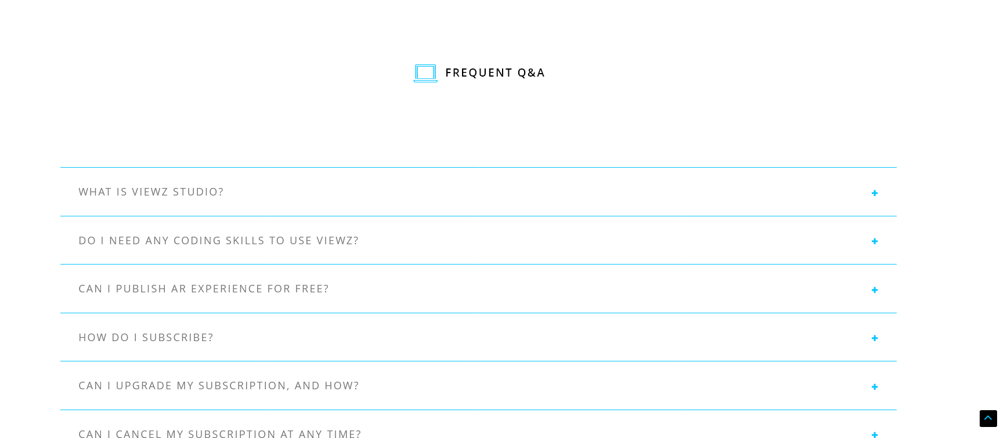 FREQUENT Q&A
WHAT IS VIEWZ STUDIO?
DO I NEED ANY CODING SKILLS TO USE VIEWZ?
CAN I PUBLISH AR EXPERIENCE FOR FREE?
HOW DO I SUBSCRIBE?
CAN I UPGRADE MY SUBSCRIPTION, AND HOW?
CAN I CANCEL MY SUBSCRIPTION AT ANY TIME?